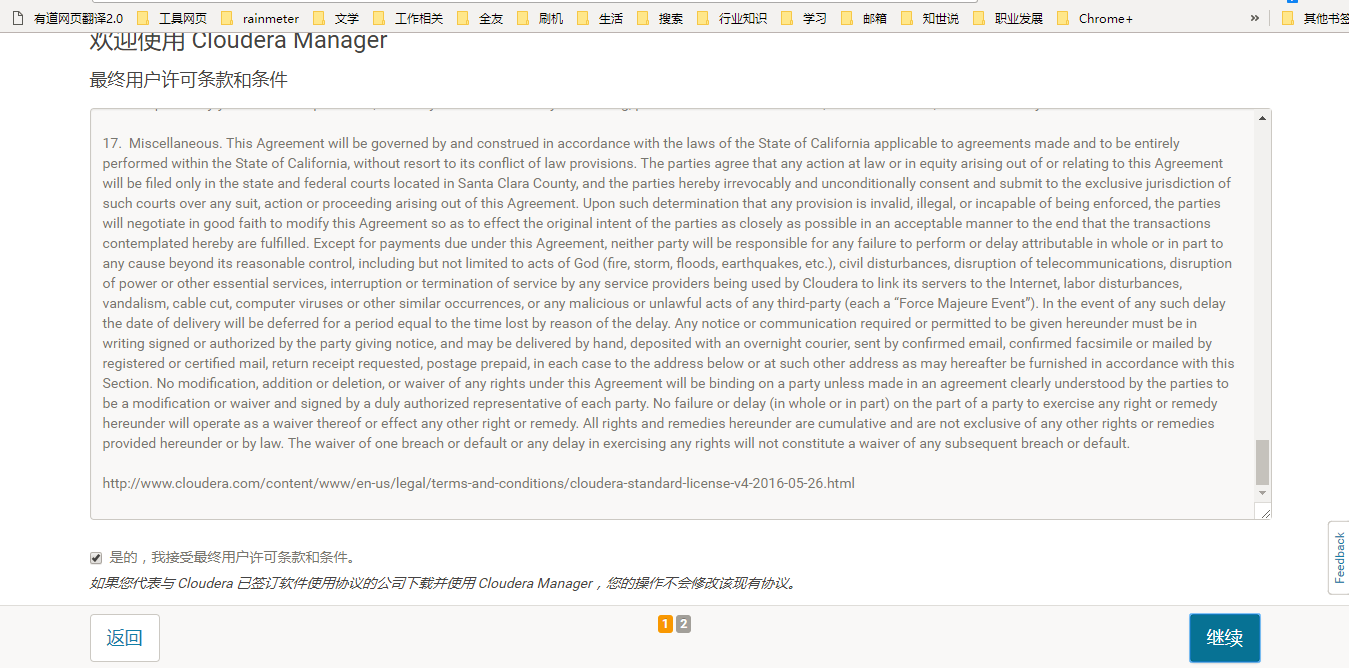 有道网页翻译2.0 工具网页 rainmeter 文学 工作相关 全友 刷机 生活 搜索 行业知识 学习 邮箱 知世说 职业发展 Chrome+ » 其他书签
欢迎使用 Cloudera Manager
最终用户许可条款和条件
17. Miscellaneous. This Agreement will be governed by and construed in accordance with the laws of the State of California applicable to agreements made and to be entirely
performed within the State of California, without resort to its conflict of law provisions. The parties agree that any action at law or in equity arising out of or relating to this Agreement
will be filed only in the state and federal courts located in Santa Clara County, and the parties hereby irrevocably and unconditionally consent and submit to the exclusive jurisdiction of
such courts over any suit, action or proceeding arising out of this Agreement. Upon such determination that any provision is invalid, illegal, or incapable of being enforced, the parties
will negotiate in good faith to modify this Agreement so as to effect the original intent of the parties as closely as possible in an acceptable manner to the end that the transactions
contemplated hereby are fulfilled. Except for payments due under this Agreement, neither party will be responsible for any failure to perform or delay attributable in whole or in part to
any cause beyond its reasonable control, including but not limited to acts of God (fire, storm, floods, earthquakes, etc.), civil disturbances, disruption of telecommunications, disruption
of power or other essential services, interruption or termination of service by any service providers being used by Cloudera to link its servers to the Internet, labor disturbances,
vandalism, cable cut, computer viruses or other similar occurrences, or any malicious or unlawful acts of any third-party (each a “Force Majeure Event”). In the event of any such delay
the date of delivery will be deferred for a period equal to the time lost by reason of the delay. Any notice or communication required or permitted to be given hereunder must be in
writing signed or authorized by the party giving notice, and may be delivered by hand, deposited with an overnight courier, sent by confirmed email, confirmed facsimile or mailed by
registered or certified mail, return receipt requested, postage prepaid, in each case to the address below or at such other address as may hereafter be furnished in accordance with this
Section. No modification, addition or deletion, or waiver of any rights under this Agreement will be binding on a party unless made in an agreement clearly understood by the parties to
be a modification or waiver and signed by a duly authorized representative of each party. No failure or delay (in whole or in part) on the part of a party to exercise any right or remedy
hereunder will operate as a waiver thereof or effect any other right or remedy. All rights and remedies hereunder are cumulative and are not exclusive of any other rights or remedies
provided hereunder or by law. The waiver of one breach or default or any delay in exercising any rights will not constitute a waiver of any subsequent breach or default.
http://www.cloudera.com/content/www/en-us/legal/terms-and-conditions/cloudera-standard-license-v4-2016-05-26.html
Feedback
是的，我接受最终用户许可条款和条件。
如果您代表与 Cloudera 已签订软件使用协议的公司下载并使用 Cloudera Manager，您的操作不会修改该现有协议。
返回 1 2 继续